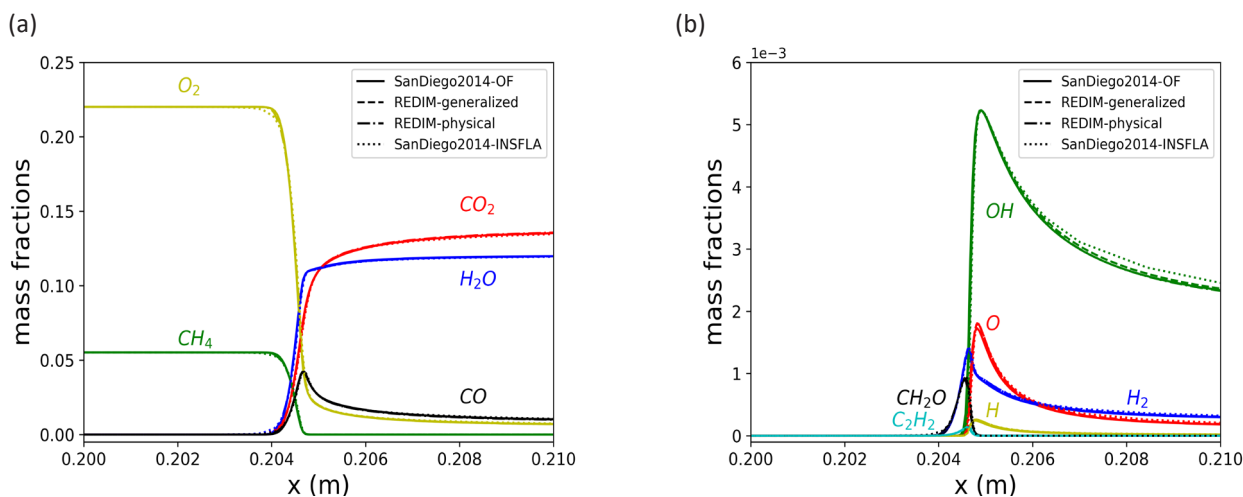 (a)
0.25
0.20
0.15
0.10
0.05
0.00
mass fractions
O₂
CH₄
CO₂
H₂O
CO
SanDiego2014-OF
REDIM-generalized
REDIM-physical
SanDiego2014-INSFLA
0.200 0.202 0.204 0.206 0.208 0.210
x (m)
(b)
1e−3
6
5
4
3
2
1
0
mass fractions
SanDiego2014-OF
REDIM-generalized
REDIM-physical
SanDiego2014-INSFLA
OH
O
CH₂O
C₂H₂
H
H₂
0.200 0.202 0.204 0.206 0.208 0.210
x (m)